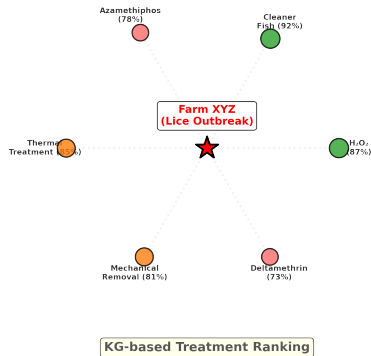 Azamethiphos
(78%)
Cleaner
Fish (92%)
Farm XYZ
(Lice Outbreak)
Thermal
Treatment
H₂O₂
(87%)
Mechanical
Removal (81%)
Deltamethrin
(73%)
KG-based Treatment Ranking